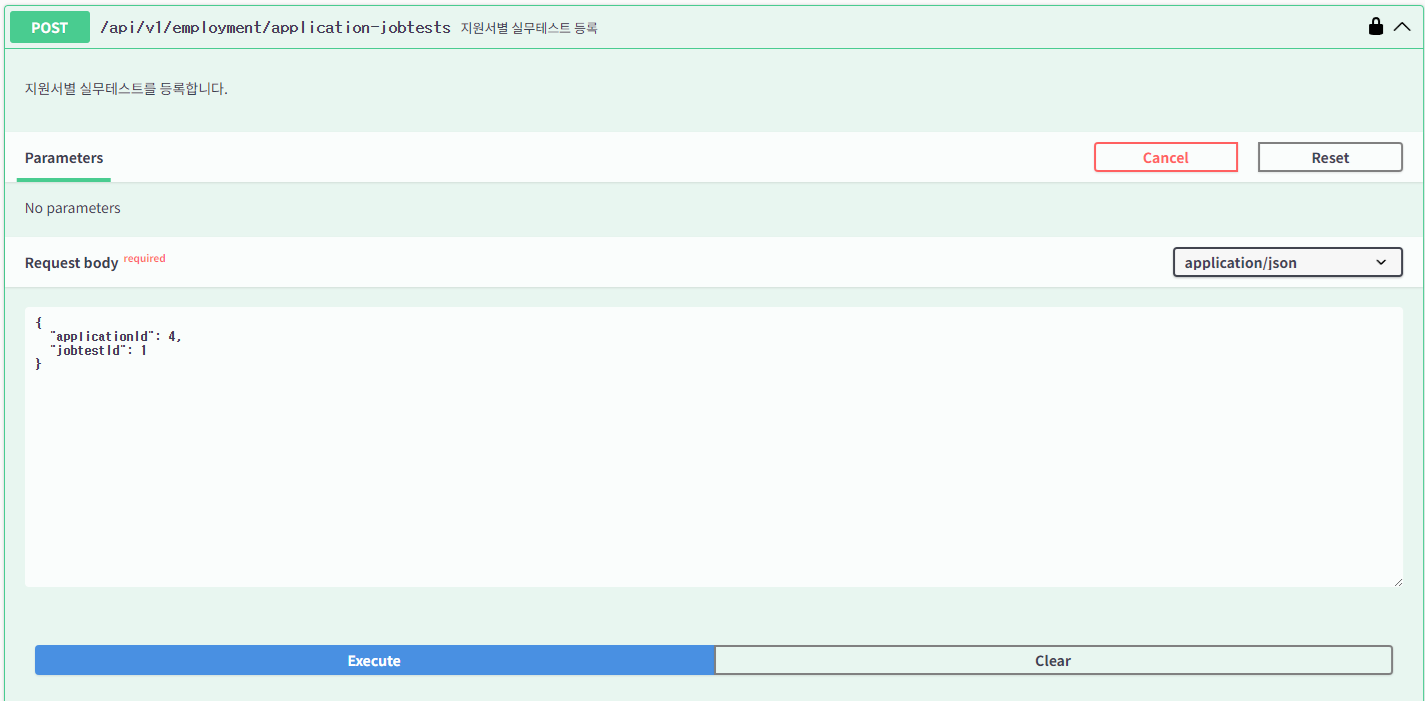 POST /api/v1/employment/application-jobtests 지원서별 실무테스트 등록
지원서별 실무테스트를 등록합니다.
Parameters Cancel Reset
No parameters
Request body required application/json
{
  "applicationId": 4,
  "jobtestId": 1
}
Execute Clear